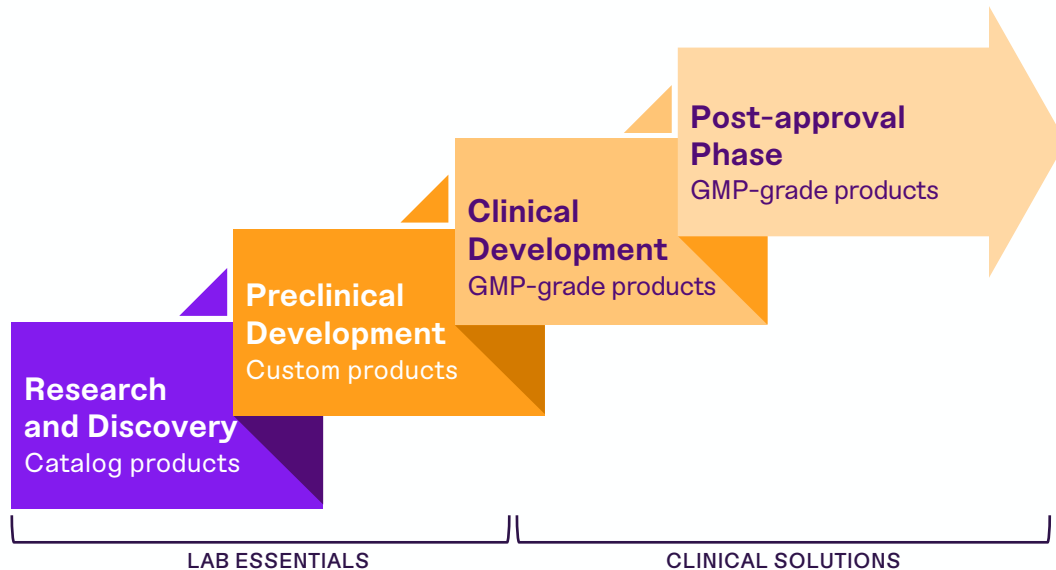 Research
and Discovery
Catalog products
Preclinical
Development
Custom products
Clinical
Development
GMP-grade products
Post-approval
Phase
GMP-grade products
LAB ESSENTIALS
CLINICAL SOLUTIONS